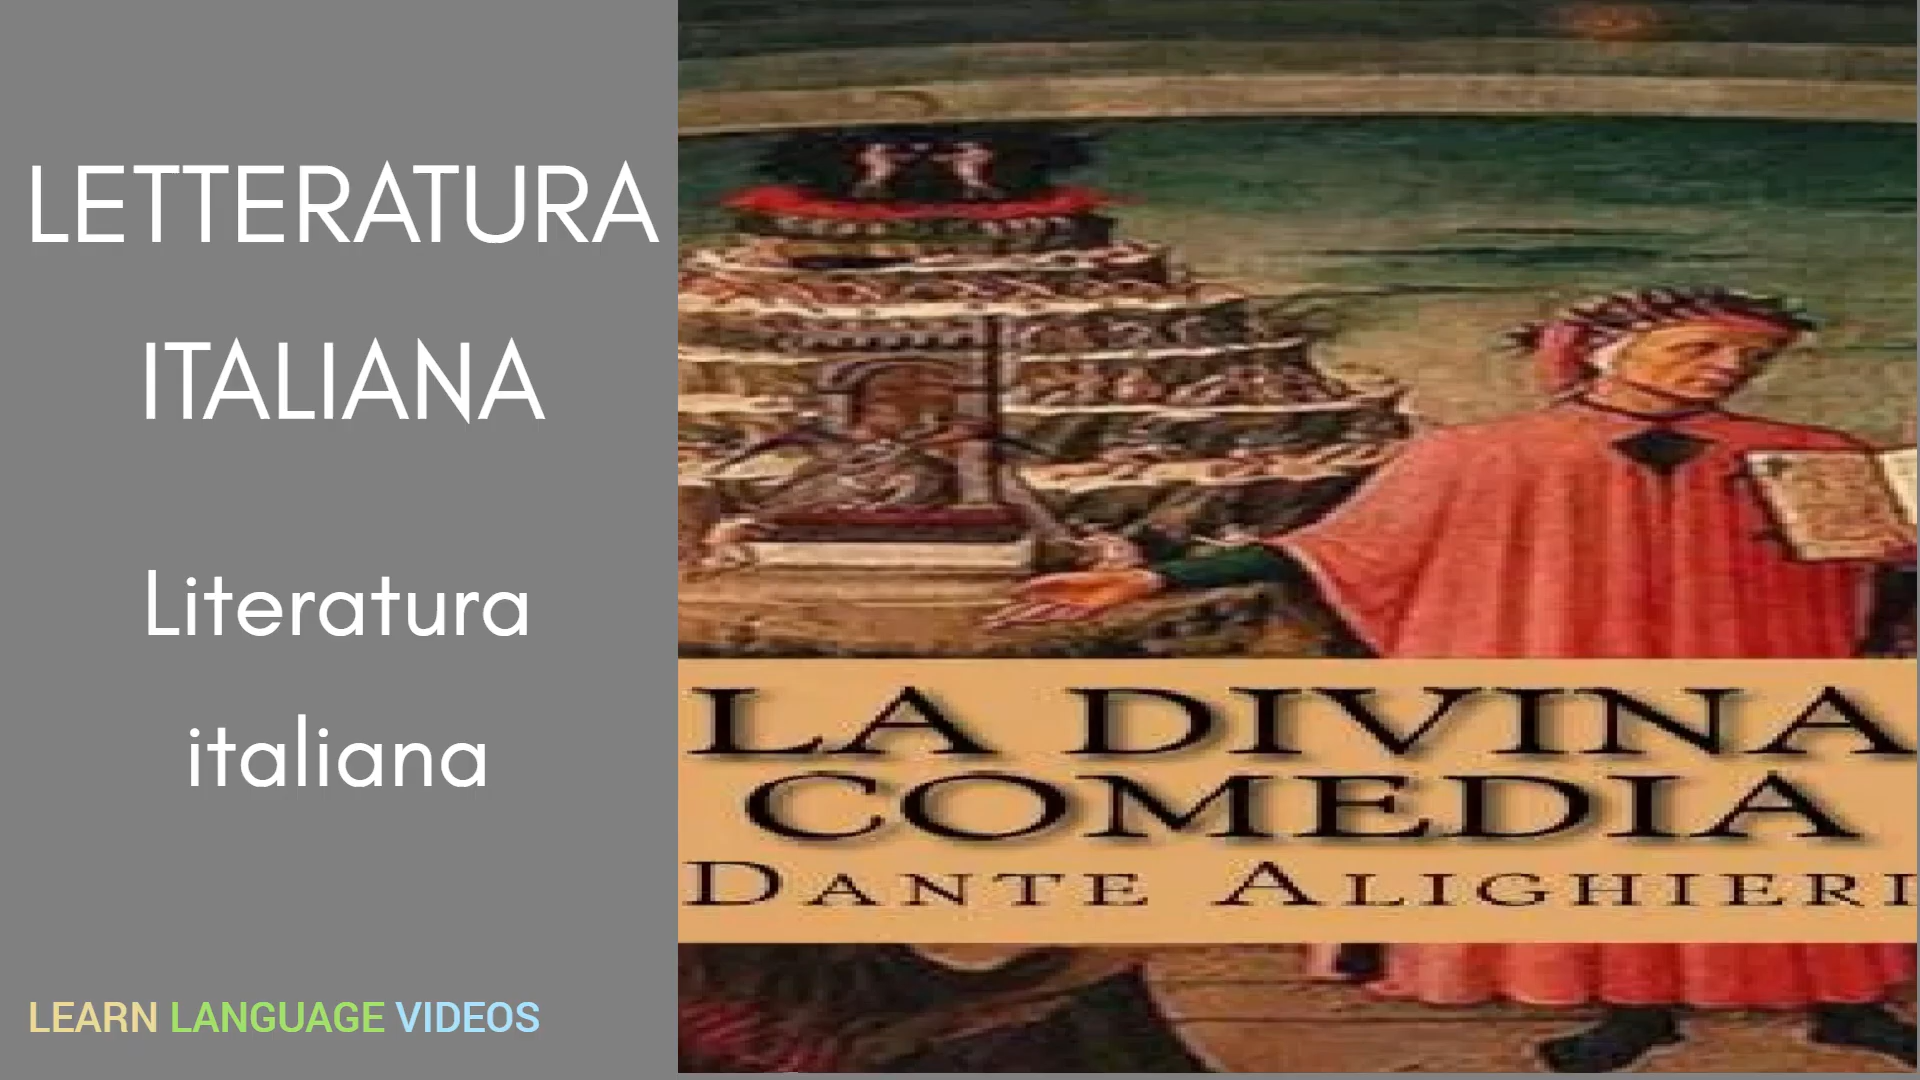 LETTERATURA
ITALIANA
Literatura
italiana
LEARN LANGUAGE VIDEOS
LA DIVINA
COMEDIA
DANTE ALIGHIERI